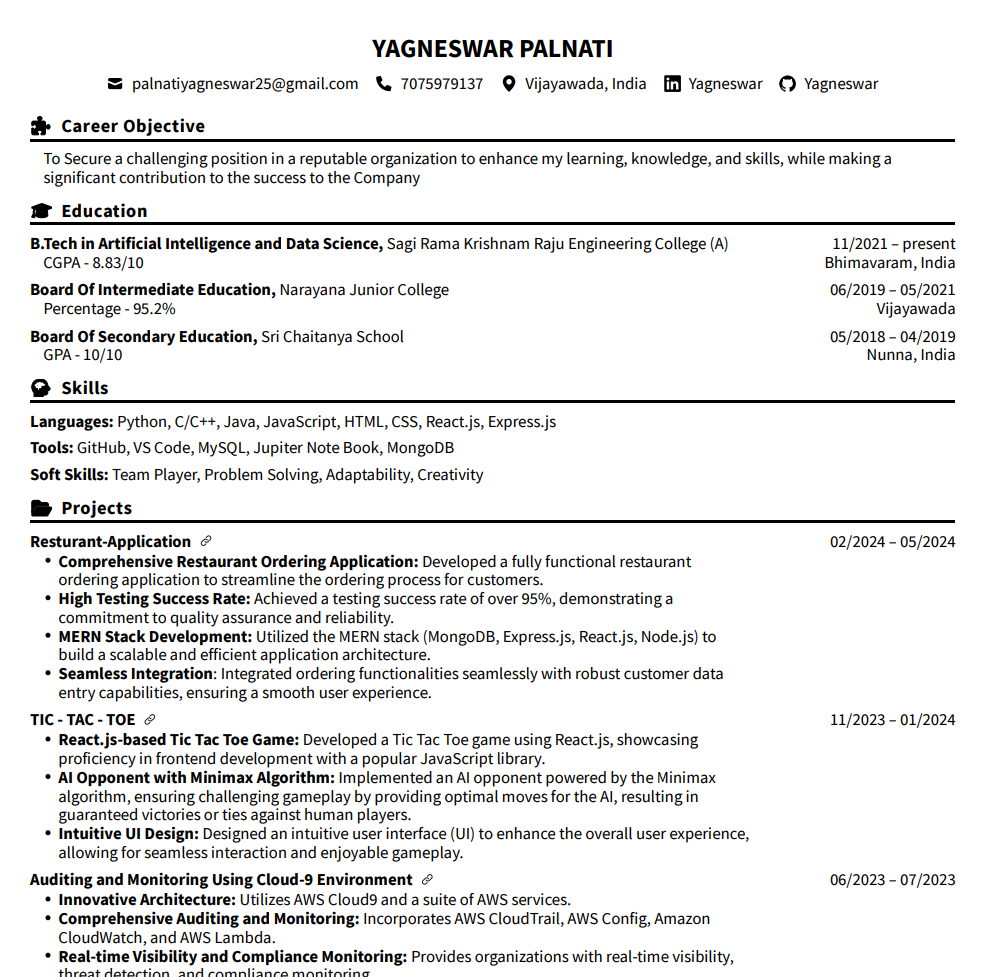 YAGNESWAR PALNATI
palnatiyagneswar25@gmail.com 7075979137 Vijayawada, India Yagneswar Yagneswar
Career Objective
To Secure a challenging position in a reputable organization to enhance my learning, knowledge, and skills, while making a
significant contribution to the success to the Company
Education
B.Tech in Artificial Intelligence and Data Science, Sagi Rama Krishnam Raju Engineering College (A) 11/2021 – present
CGPA - 8.83/10 Bhimavaram, India
Board Of Intermediate Education, Narayana Junior College 06/2019 – 05/2021
Percentage - 95.2% Vijayawada
Board Of Secondary Education, Sri Chaitanya School 05/2018 – 04/2019
GPA - 10/10 Nunna, India
Skills
Languages: Python, C/C++, Java, JavaScript, HTML, CSS, React.js, Express.js
Tools: GitHub, VS Code, MySQL, Jupiter Note Book, MongoDB
Soft Skills: Team Player, Problem Solving, Adaptability, Creativity
Projects
Resturant-Application 02/2024 – 05/2024
• Comprehensive Restaurant Ordering Application: Developed a fully functional restaurant
ordering application to streamline the ordering process for customers.
• High Testing Success Rate: Achieved a testing success rate of over 95%, demonstrating a
commitment to quality assurance and reliability.
• MERN Stack Development: Utilized the MERN stack (MongoDB, Express.js, React.js, Node.js) to
build a scalable and efficient application architecture.
• Seamless Integration: Integrated ordering functionalities seamlessly with robust customer data
entry capabilities, ensuring a smooth user experience.
TIC - TAC - TOE 11/2023 – 01/2024
• React.js-based Tic Tac Toe Game: Developed a Tic Tac Toe game using React.js, showcasing
proficiency in frontend development with a popular JavaScript library.
• AI Opponent with Minimax Algorithm: Implemented an AI opponent powered by the Minimax
algorithm, ensuring challenging gameplay by providing optimal moves for the AI, resulting in
guaranteed victories or ties against human players.
• Intuitive UI Design: Designed an intuitive user interface (UI) to enhance the overall user experience,
allowing for seamless interaction and enjoyable gameplay.
Auditing and Monitoring Using Cloud-9 Environment 06/2023 – 07/2023
• Innovative Architecture: Utilizes AWS Cloud9 and a suite of AWS services.
• Comprehensive Auditing and Monitoring: Incorporates AWS CloudTrail, AWS Config, Amazon
CloudWatch, and AWS Lambda.
• Real-time Visibility and Compliance Monitoring: Provides organizations with real-time visibility,
threat detection, and compliance monitoring.